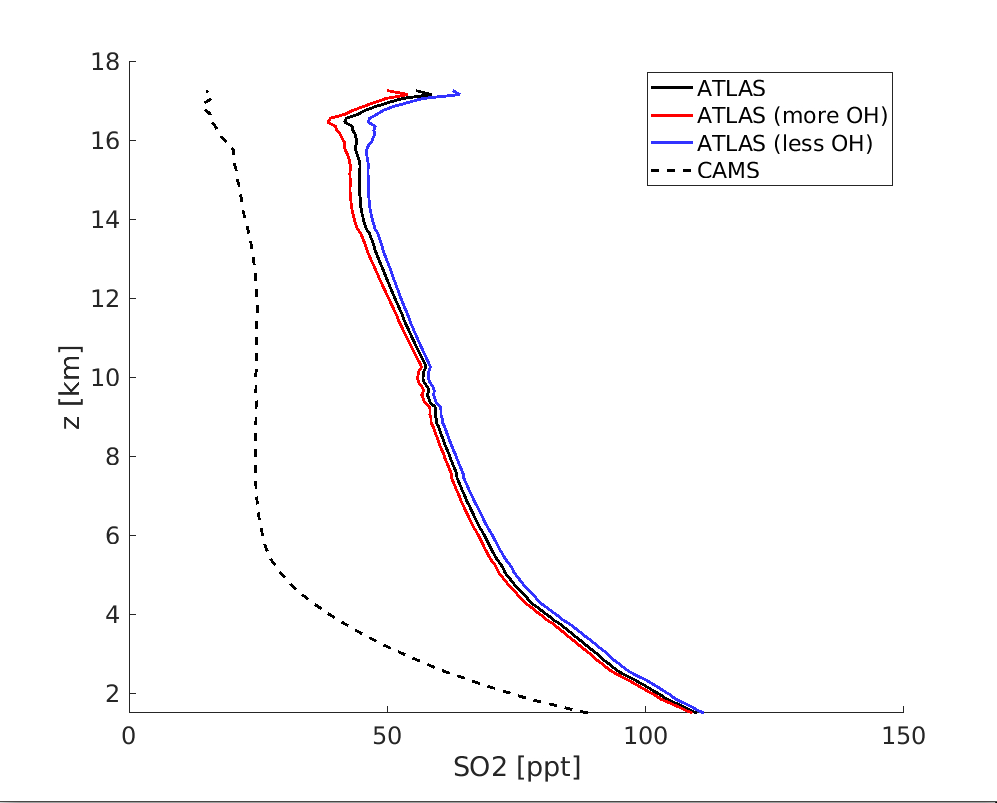 18
16
14
12
10
8
6
4
2
z [km]
0
50
100
150
SO2 [ppt]
ATLAS
ATLAS (more OH)
ATLAS (less OH)
CAMS